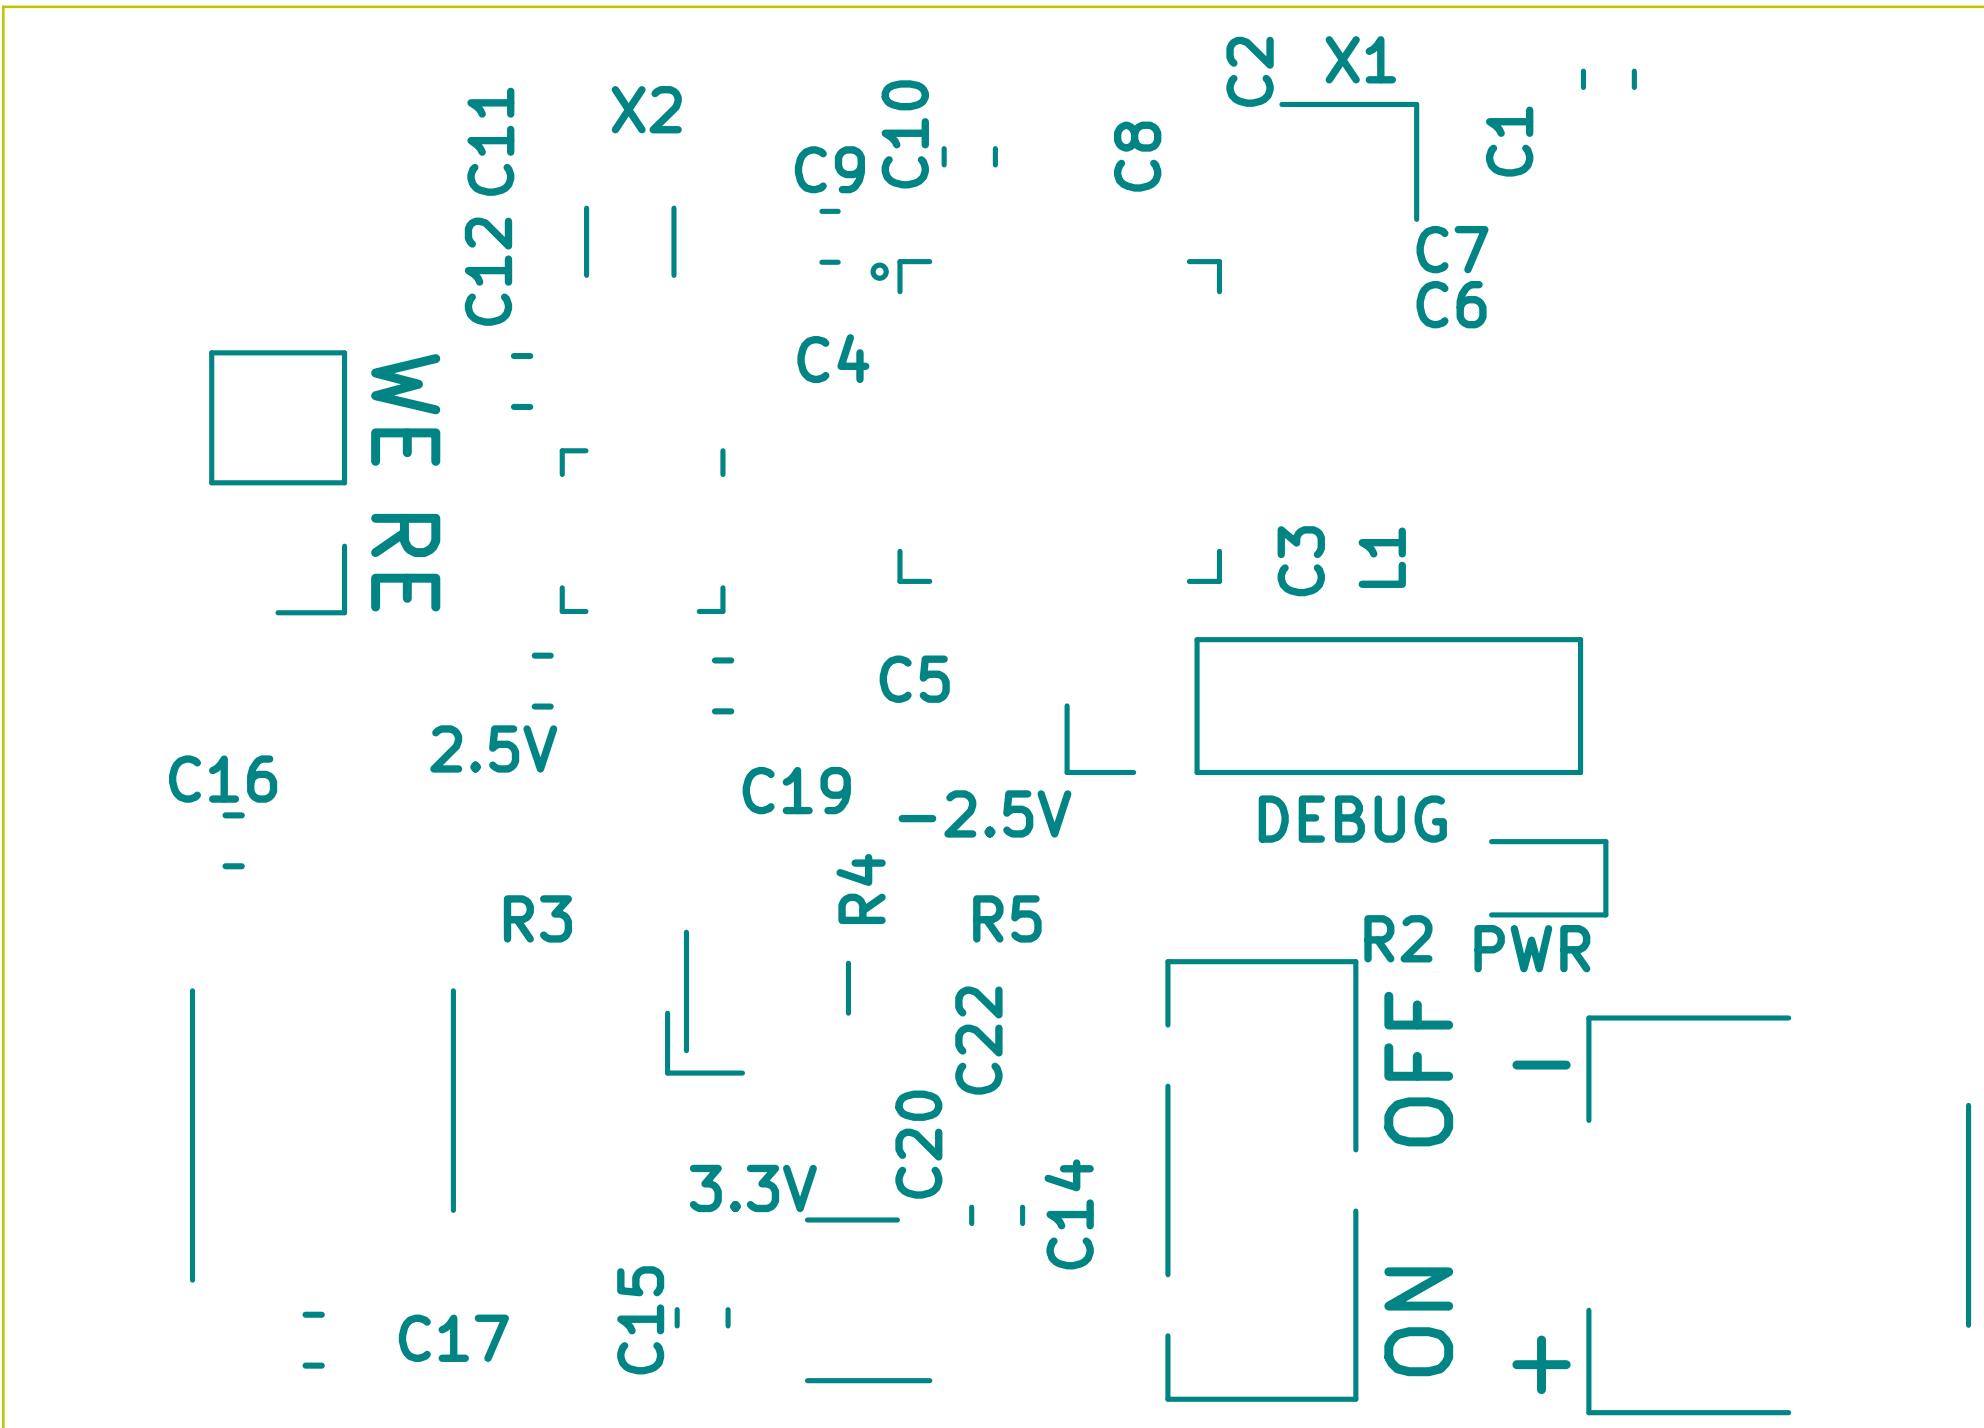 C2
X1
C11
X2
C10
C9
C8
C1
C12
C7
C6
C4
WE RE
C3
L1
C5
2.5V
C16
C19
-2.5V
DEBUG
R4
R3
R5
R2
PWR
C22
OFF
-
C20
3.3V
C14
C15
C17
ON
+